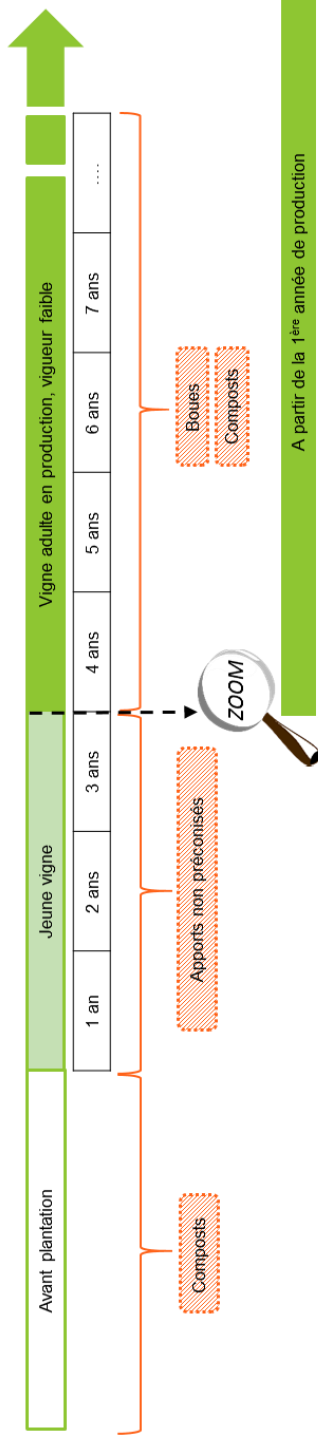 Avant plantation
Jeune vigne
Vigne adulte en production, vigueur faible
1 an
2 ans
3 ans
4 ans
5 ans
6 ans
7 ans
....
Composts
Apports non préconisés
Boues
Composts
ZOOM
A partir de la 1ère année de production